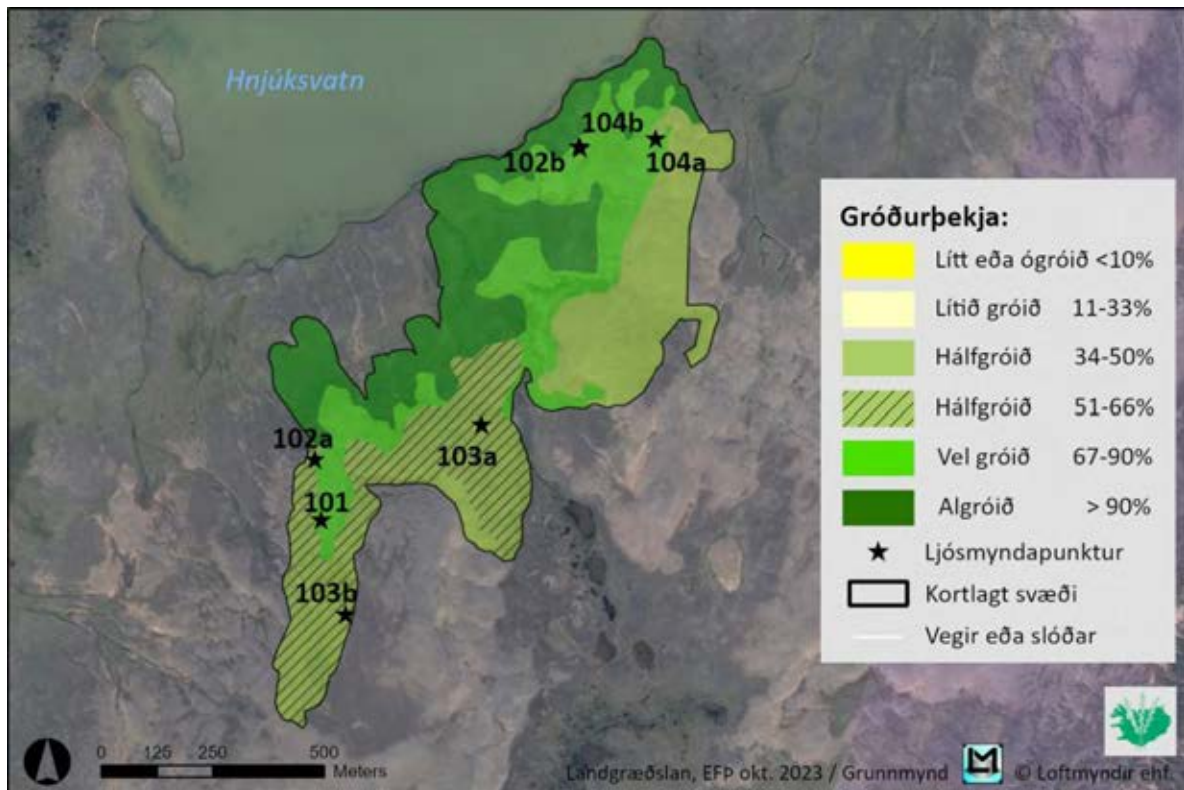 Hnjúksvatn
104b
102b
104a
102a
103a
101
103b
Gróðurþekja:
Lítt eða ógróið <10%
Lítið gróið 11-33%
Hálfgróið 34-50%
Hálfgróið 51-66%
Vel gróið 67-90%
Algróið > 90%
Ljósmyndapunktur
Kortlagt svæði
Vegir eða slóðar
0 125 250 500
Meters
Landgræðslan, EFÞ okt. 2023 / Grunnmynd LM © Loftmyndir ehf.